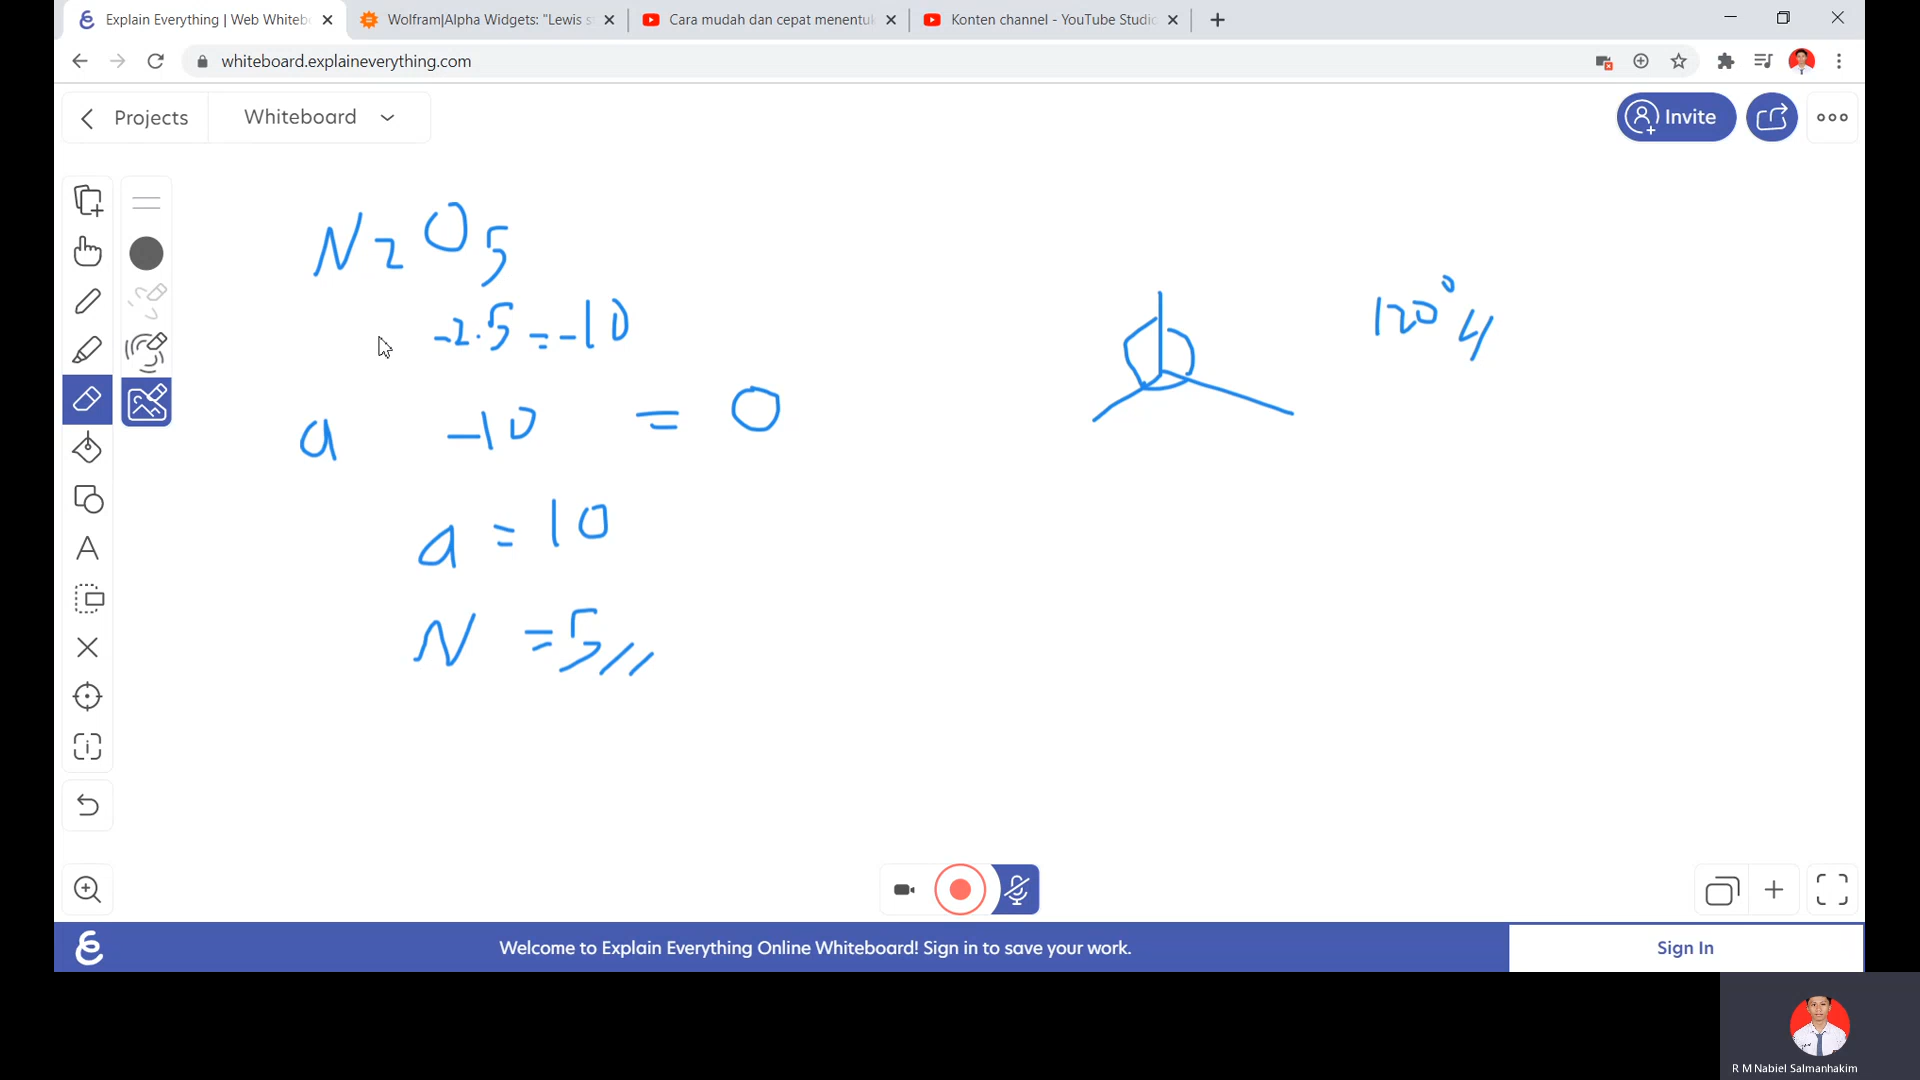 Explain Everything | Web Whiteb
Wolfram|Alpha Widgets: "Lewis s
Cara mudah dan cepat menentuk
Konten channel - YouTube Studio
whiteboard.explaineverything.com
Projects
Whiteboard
Invite
N2O5
-2.5=-10
120°//
a -10 = 0
a = 10
N = 5//
A
Welcome to Explain Everything Online Whiteboard! Sign in to save your work.
Sign In
R M Nabiel Salmanhakim